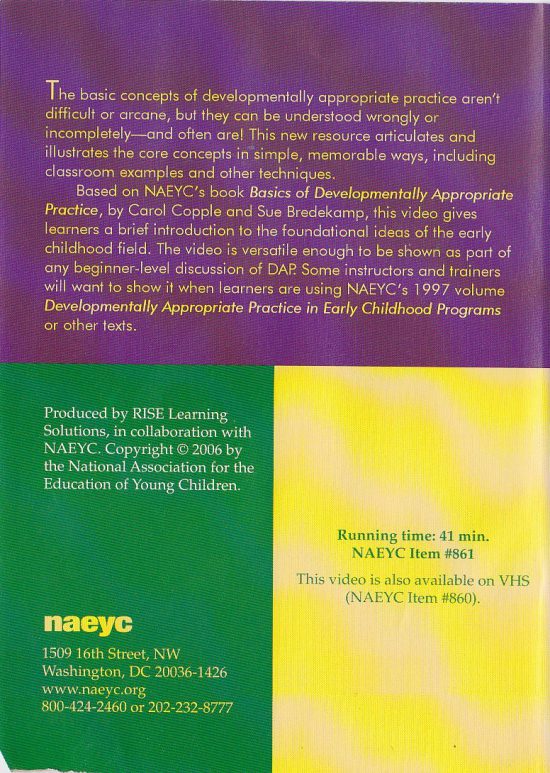 The basic concepts of developmentally appropriate practice aren't
difficult or arcane, but they can be understood wrongly or
incompletely—and often are! This new resource articulates and
illustrates the core concepts in simple, memorable ways, including
classroom examples and other techniques.
Based on NAEYC's book Basics of Developmentally Appropriate
Practice, by Carol Copple and Sue Bredekamp, this video gives
learners a brief introduction to the foundational ideas of the early
childhood field. The video is versatile enough to be shown as part of
any beginner-level discussion of DAP. Some instructors and trainers
will want to show it when learners are using NAEYC's 1997 volume
Developmentally Appropriate Practice in Early Childhood Programs
or other texts.
Produced by RISE Learning
Solutions, in collaboration with
NAEYC. Copyright © 2006 by
the National Association for the
Education of Young Children.
Running time: 41 min.
NAEYC Item #861
This video is also available on VHS
(NAEYC Item #860).
naeyc
1509 16th Street, NW
Washington, DC 20036-1426
www.naeyc.org
800-424-2460 or 202-232-8777